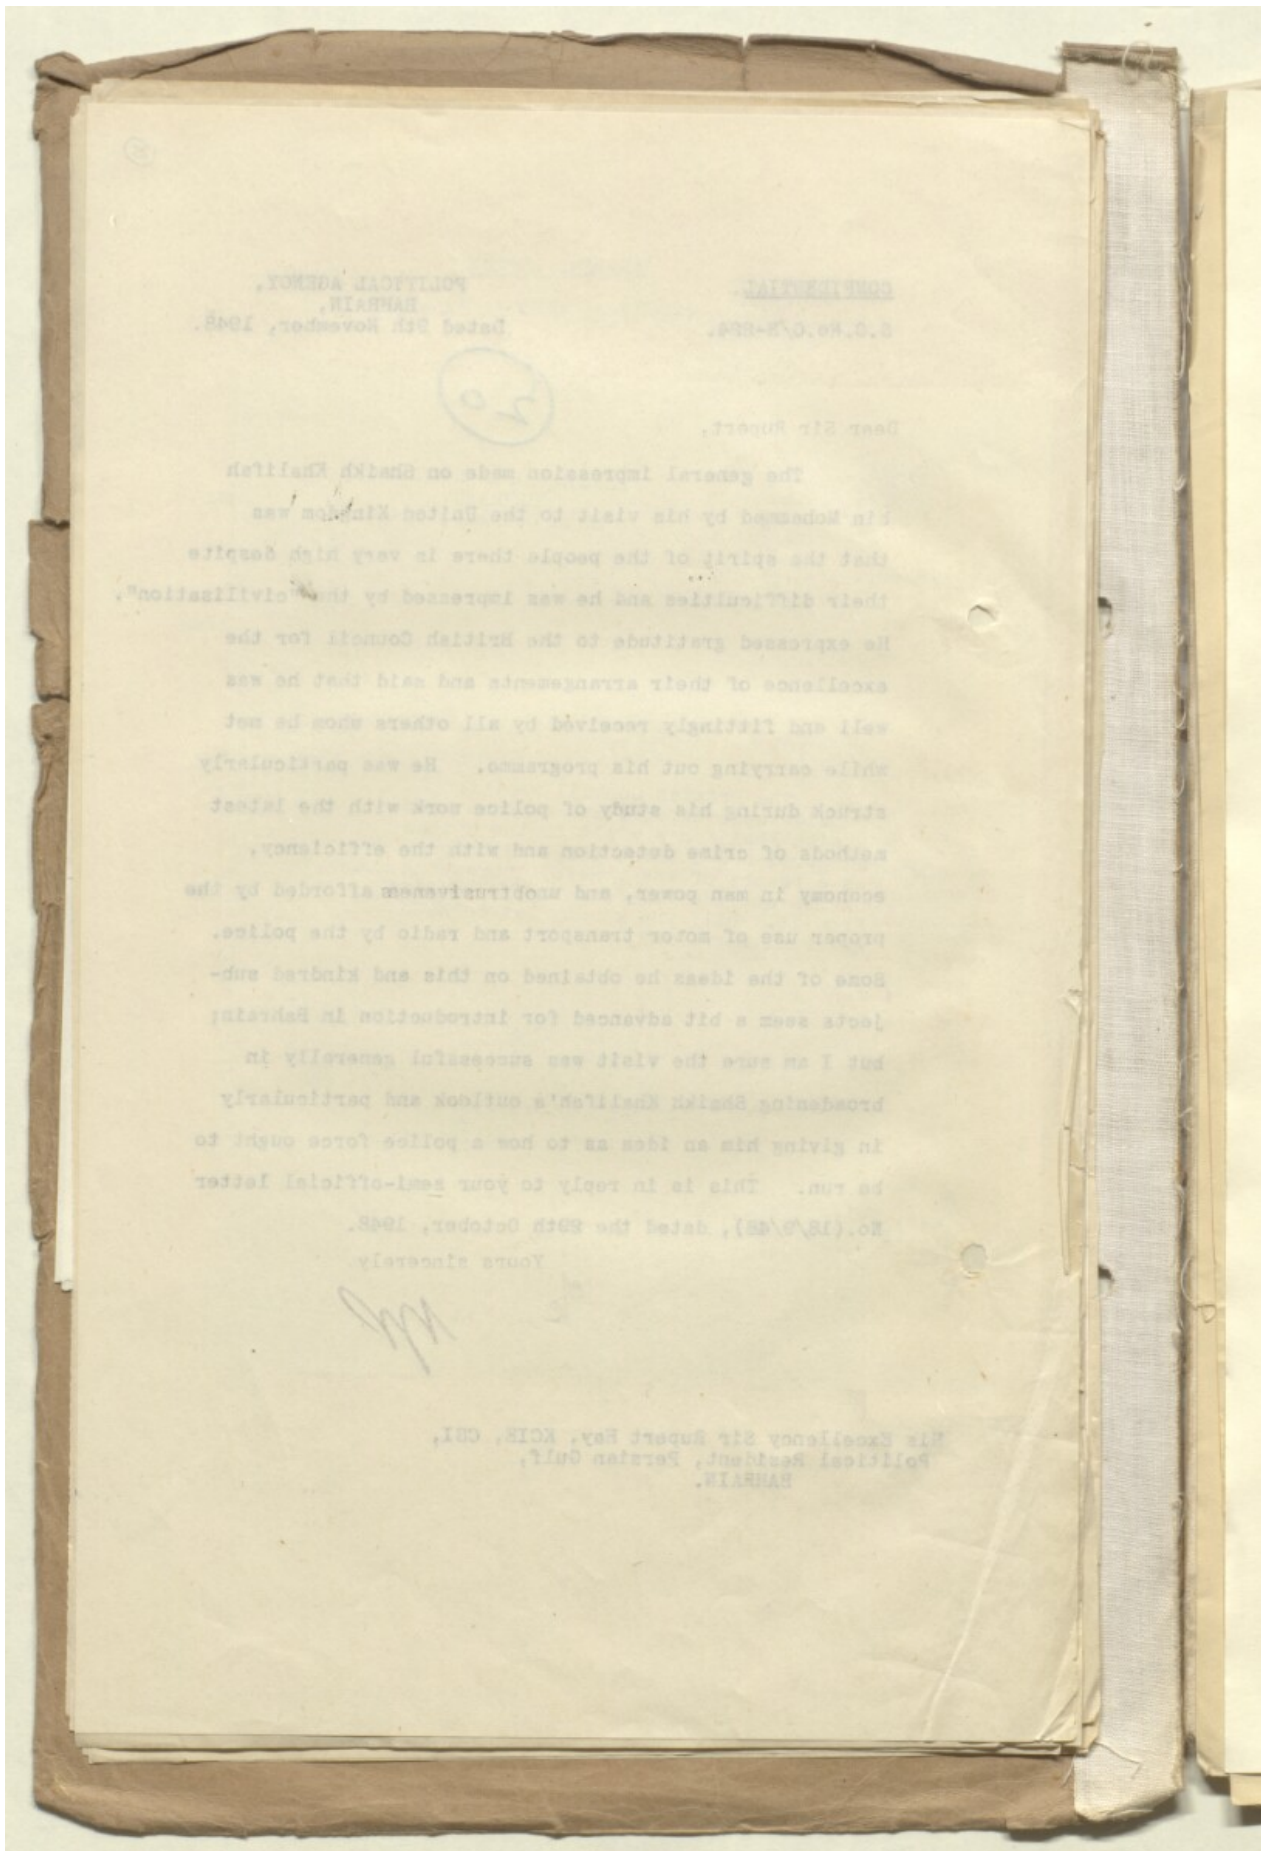 CONFIDENTIAL.
POLITICAL AGENCY,
BAHRAIN,
Dated 9th November, 1948.
20
Dear Sir Rupert,
The general impression made on Shaikh Khalifah
bin Mohammed by his visit to the United Kingdom was
that the spirit of the people there is very high despite
their difficulties and he was impressed by the "civilisation".
He expressed gratitude to the British Council for the
excellence of their arrangements and said that he was
well and fittingly received by all others whom he met
while carrying out his programme. He was particularly
struck during his study of police work with the latest
methods of crime detection and with the efficiency,
economy in man power, and unobtrusiveness afforded by the
proper use of motor transport and radio by the police.
Some of the ideas he obtained on this and kindred sub-
jects seem a bit advanced for introduction in Bahrain;
but I am sure the visit was successful generally in
broadening Shaikh Khalifah's outlook and particularly
in giving him an idea as to how a police force ought to
be run. This is in reply to your semi-official letter
No.(18/9/48), dated the 29th October, 1948.
Yours sincerely
His Excellency Sir Rupert Hay, KCIE, CSI,
Political Resident, Persian Gulf,
BAHRAIN.